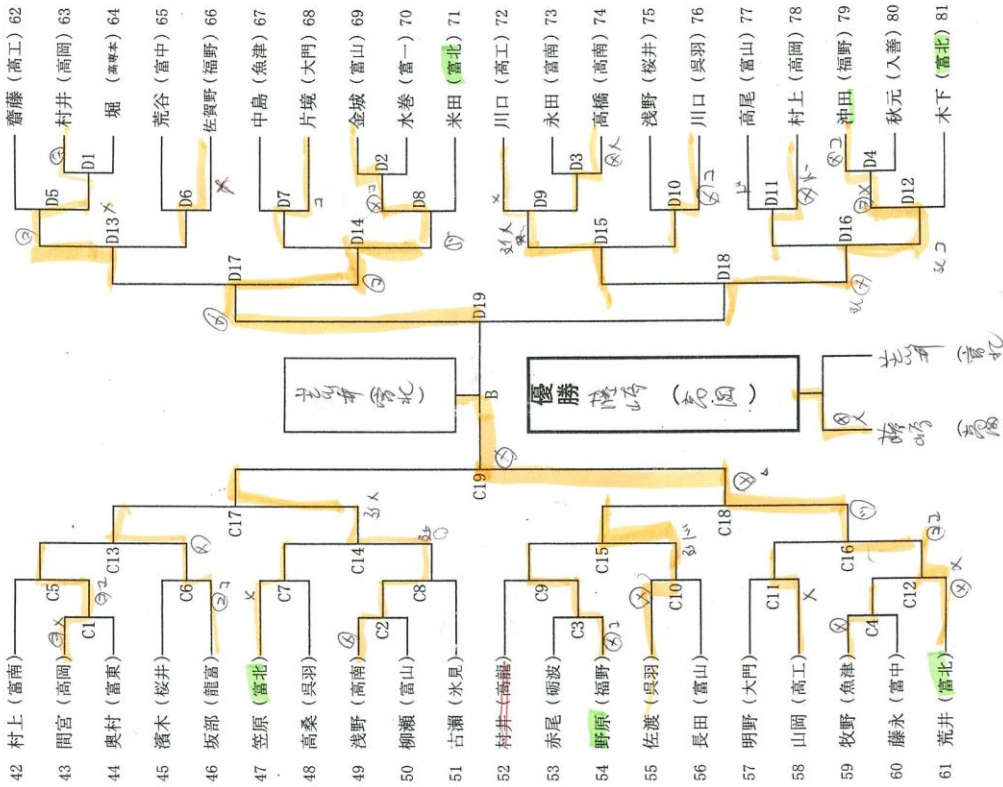 42 村上 (富南)
43 間宮 (高岡)
44 奥村 (富東)
45 濱木 (桜井)
46 坂部 (龍富)
47 笠原 (富北)
48 高桑 (呉羽)
49 浅野 (高南)
50 柳瀬 (富山)
51 古瀬 (氷見)
52 村井 (高龍)
53 赤尾 (砺波)
54 野原 (福野)
55 佐渡 (呉羽)
56 長田 (富山)
57 明野 (大門)
58 山岡 (高工)
59 牧野 (魚津)
60 藤永 (富中)
61 荒井 (富北)
C1
C2
C3
C4
C5
C6
C7
C8
C9
C10
C11
C12
C13
C14
C15
C16
C17
C18
C19
B
荒井 (富北)
優勝
D19
D17
D18
D13
D14
D15
D16
D5
D6
D7
D8
D9
D10
D11
D12
D1
D2
D3
D4
齋藤 (高工) 62
村井 (高岡) 63
堀 (高専本) 64
荒谷 (富中) 65
佐賀野 (福野) 66
中島 (魚津) 67
片境 (大門) 68
金城 (富山) 69
水巻 (富一) 70
米田 (富北) 71
川口 (高工) 72
永田 (富南) 73
高橋 (高南) 74
浅野 (桜井) 75
川口 (呉羽) 76
高尾 (富山) 77
村上 (高岡) 78
沖田 (福野) 79
秋元 (入善) 80
木下 (富北) 81